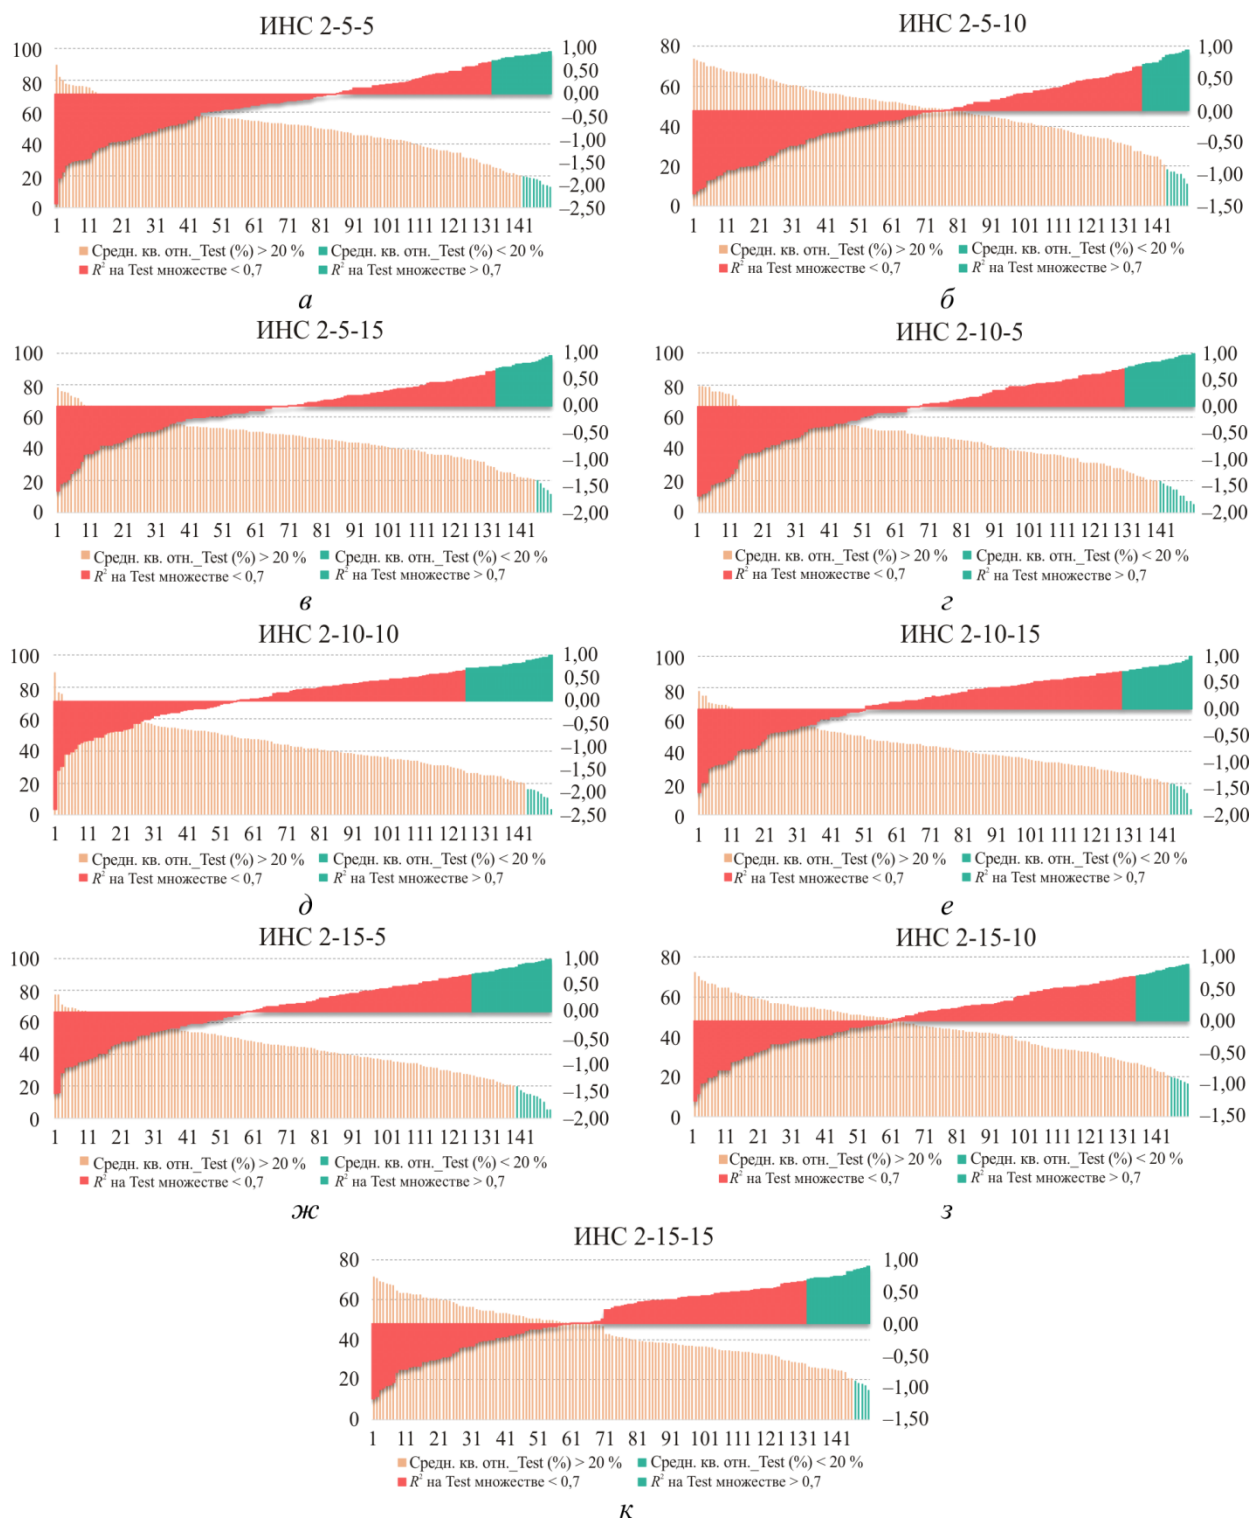 ИНС 2-5-5
100
80
60
40
20
0
1,00
0,50
0,00
–0,50
–1,00
–1,50
–2,00
–2,50
1 11 21 31 41 51 61 71 81 91 101 111 121 131 141
Средн. кв. отн._Test (%) > 20 % Средн. кв. отн._Test (%) < 20 %
R² на Test множестве < 0,7 R² на Test множестве > 0,7
а
ИНС 2-5-10
80
60
40
20
0
1,00
0,50
0,00
–0,50
–1,00
–1,50
1 11 21 31 41 51 61 71 81 91 101 111 121 131 141
Средн. кв. отн._Test (%) > 20 % Средн. кв. отн._Test (%) < 20 %
R² на Test множестве < 0,7 R² на Test множестве > 0,7
б
ИНС 2-5-15
100
80
60
40
20
0
1,00
0,50
0,00
–0,50
–1,00
–1,50
–2,00
1 11 21 31 41 51 61 71 81 91 101 111 121 131 141
Средн. кв. отн._Test (%) > 20 % Средн. кв. отн._Test (%) < 20 %
R² на Test множестве < 0,7 R² на Test множестве > 0,7
в
ИНС 2-10-5
100
80
60
40
20
0
1,00
0,50
0,00
–0,50
–1,00
–1,50
–2,00
1 11 21 31 41 51 61 71 81 91 101 111 121 131 141
Средн. кв. отн._Test (%) > 20 % Средн. кв. отн._Test (%) < 20 %
R² на Test множестве < 0,7 R² на Test множестве > 0,7
г
ИНС 2-10-10
100
80
60
40
20
0
1,00
0,50
0,00
–0,50
–1,00
–1,50
–2,00
–2,50
1 11 21 31 41 51 61 71 81 91 101 111 121 131 141
Средн. кв. отн._Test (%) > 20 % Средн. кв. отн._Test (%) < 20 %
R² на Test множестве < 0,7 R² на Test множестве > 0,7
д
ИНС 2-10-15
100
80
60
40
20
0
1,00
0,50
0,00
–0,50
–1,00
–1,50
–2,00
1 11 21 31 41 51 61 71 81 91 101 111 121 131 141
Средн. кв. отн._Test (%) > 20 % Средн. кв. отн._Test (%) < 20 %
R² на Test множестве < 0,7 R² на Test множестве > 0,7
е
ИНС 2-15-5
100
80
60
40
20
0
1,00
0,50
0,00
–0,50
–1,00
–1,50
–2,00
1 11 21 31 41 51 61 71 81 91 101 111 121 131 141
Средн. кв. отн._Test (%) > 20 % Средн. кв. отн._Test (%) < 20 %
R² на Test множестве < 0,7 R² на Test множестве > 0,7
ж
ИНС 2-15-10
80
60
40
20
0
1,00
0,50
0,00
–0,50
–1,00
–1,50
1 11 21 31 41 51 61 71 81 91 101 111 121 131 141
Средн. кв. отн._Test (%) > 20 % Средн. кв. отн._Test (%) < 20 %
R² на Test множестве < 0,7 R² на Test множестве > 0,7
з
ИНС 2-15-15
80
60
40
20
0
1,00
0,50
0,00
–0,50
–1,00
–1,50
1 11 21 31 41 51 61 71 81 91 101 111 121 131 141
Средн. кв. отн._Test (%) > 20 % Средн. кв. отн._Test (%) < 20 %
R² на Test множестве < 0,7 R² на Test множестве > 0,7
к